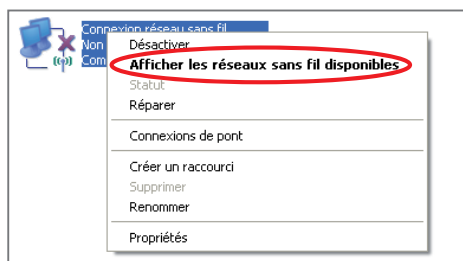 Connexion réseau sans fil
Non
Com
Désactiver
Afficher les réseaux sans fil disponibles
Statut
Réparer
Connexions de pont
Créer un raccourci
Supprimer
Renommer
Propriétés